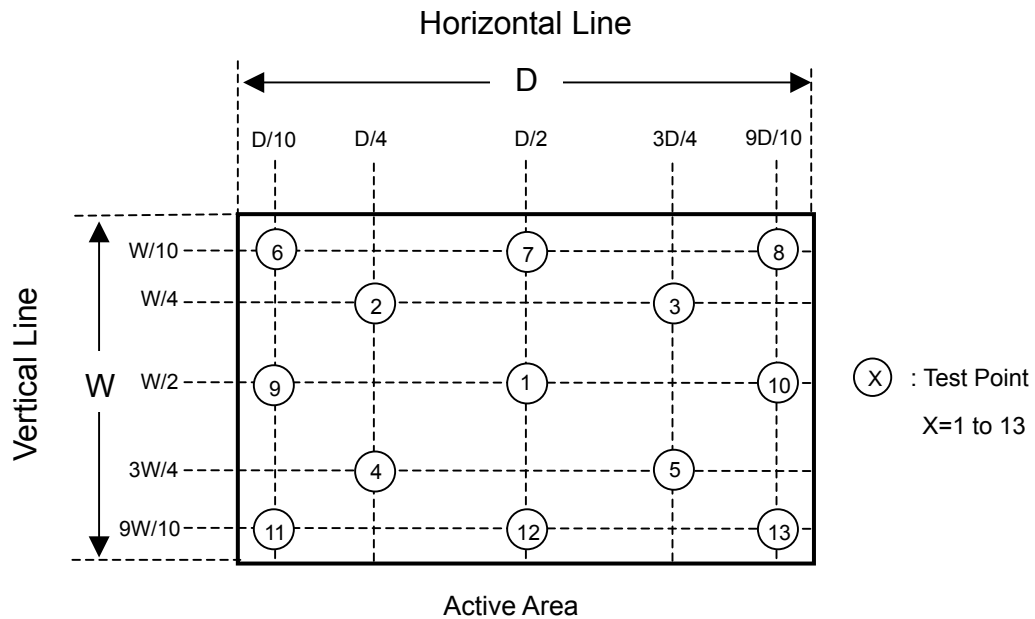 Horizontal Line
D
D/10 D/4 D/2 3D/4 9D/10
W/10 6 7 8
W/4 2 3
Vertical Line
W
W/2 9 1 10
X : Test Point
X=1 to 13
3W/4 4 5
9W/10 11 12 13
Active Area